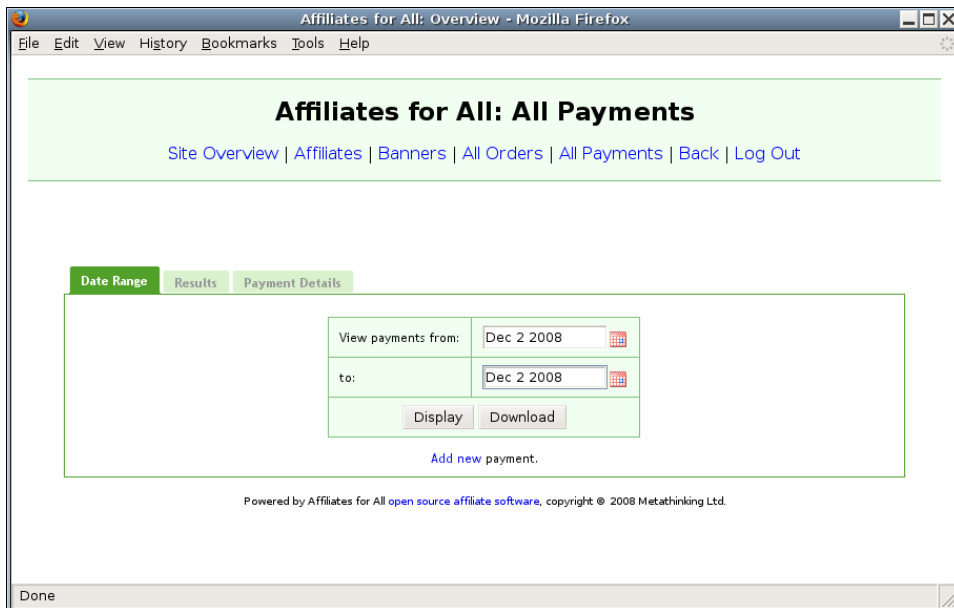 Affiliates for All: Overview - Mozilla Firefox
File Edit View History Bookmarks Tools Help
Affiliates for All: All Payments
Site Overview | Affiliates | Banners | All Orders | All Payments | Back | Log Out
Date Range Results Payment Details
View payments from: Dec 2 2008
to: Dec 2 2008
Display Download
Add new payment.
Powered by Affiliates for All open source affiliate software, copyright © 2008 Metathinking Ltd.
Done